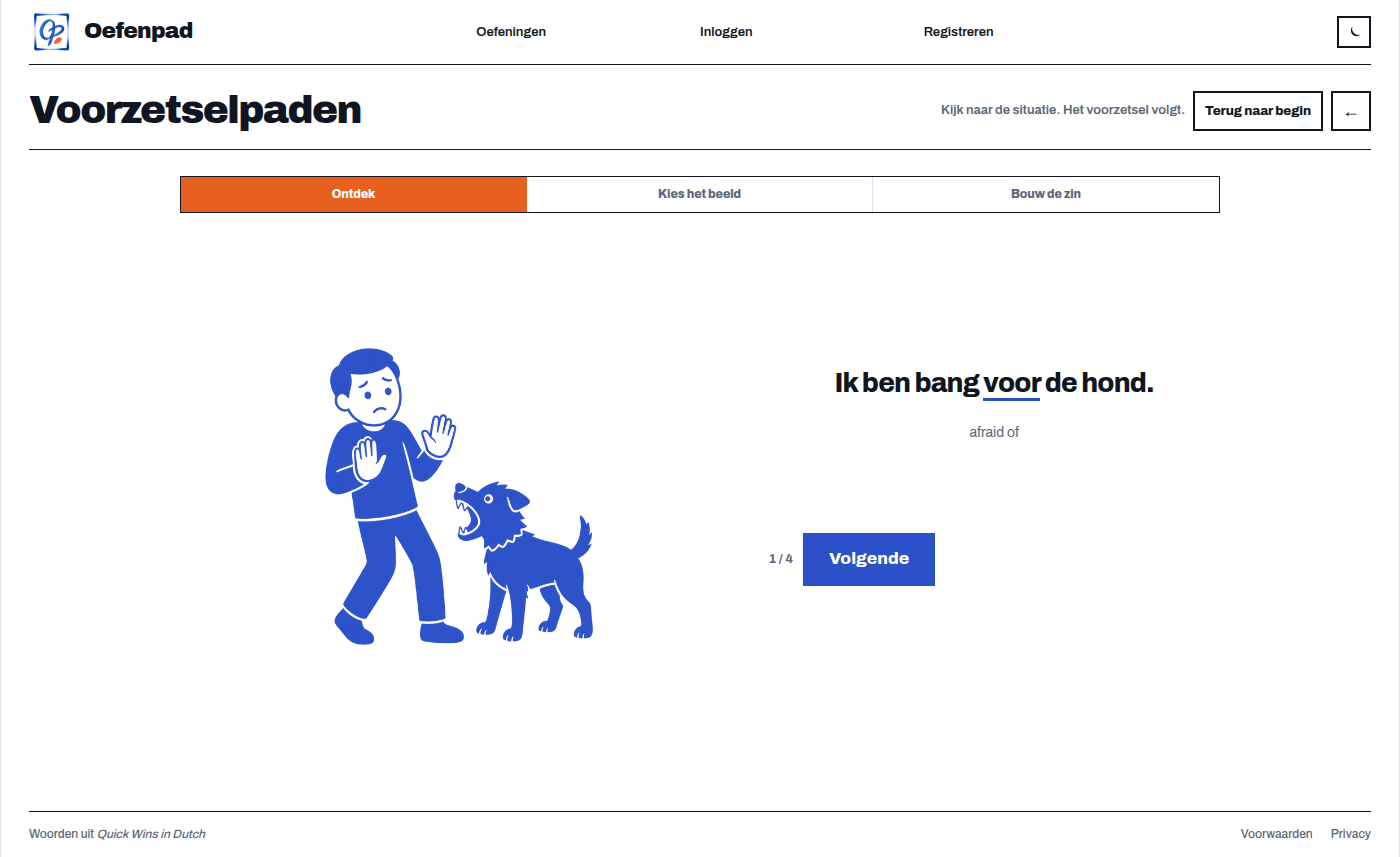 Oefenpad
Oefeningen
Inloggen
Registreren
Voorzetselpaden
Kijk naar de situatie. Het voorzetsel volgt.
Terug naar begin
←
Ontdek
Kies het beeld
Bouw de zin
Ik ben bang voor de hond.
afraid of
1 / 4
Volgende
Woorden uit Quick Wins in Dutch
Voorwaarden
Privacy